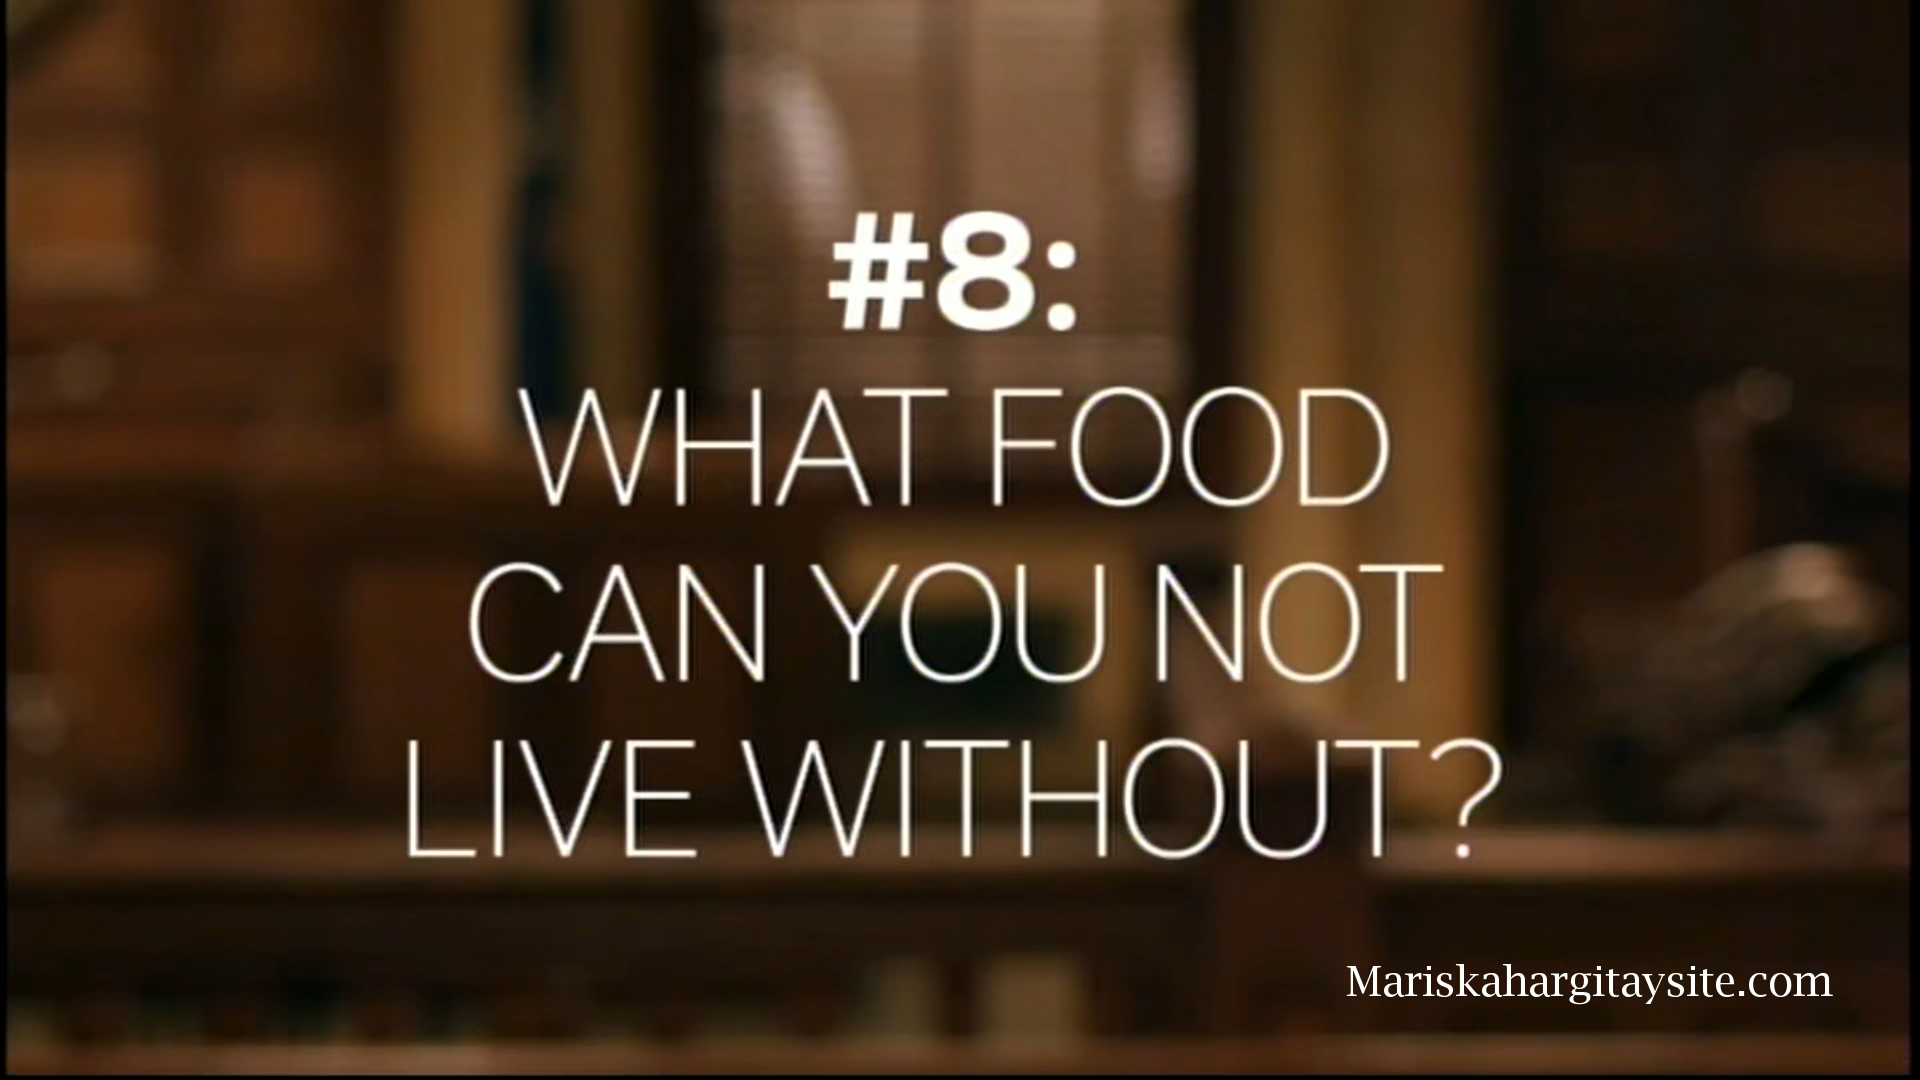 #8:
WHAT FOOD
CAN YOU NOT
LIVE WITHOUT?
Mariskahargitaysite.com